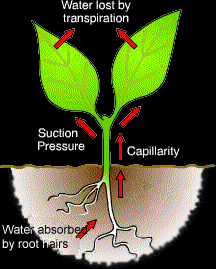 Water lost by
transpiration
Suction
Pressure
Capillarity
Water absorbed
by root hairs